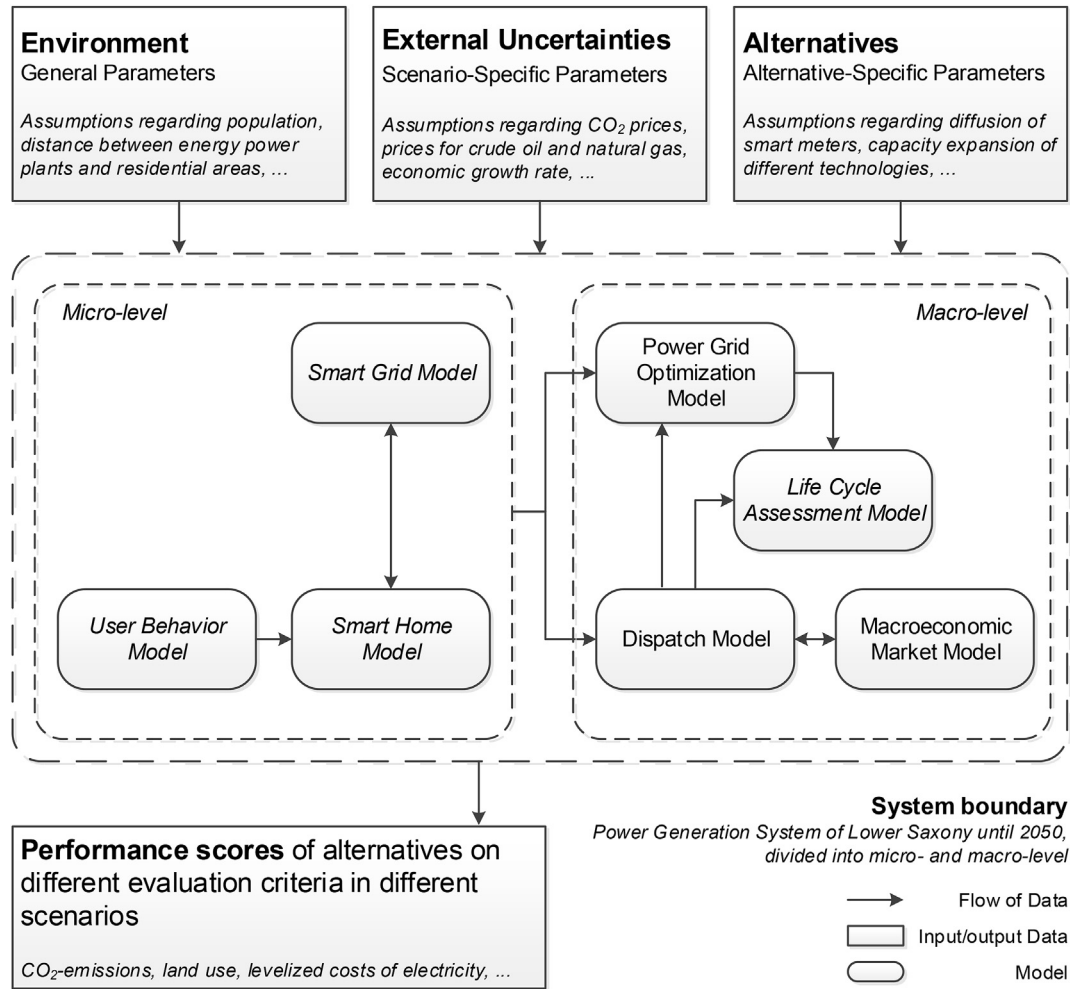 Environment
General Parameters
Assumptions regarding population,
distance between energy power
plants and residential areas, ...
External Uncertainties
Scenario-Specific Parameters
Assumptions regarding CO₂ prices,
prices for crude oil and natural gas,
economic growth rate, ...
Alternatives
Alternative-Specific Parameters
Assumptions regarding diffusion of
smart meters, capacity expansion of
different technologies, ...
Micro-level
Smart Grid Model
User Behavior
Model
Smart Home
Model
Macro-level
Power Grid
Optimization
Model
Life Cycle
Assessment Model
Dispatch Model
Macroeconomic
Market Model
Performance scores of alternatives on
different evaluation criteria in different
scenarios
CO₂-emissions, land use, levelized costs of electricity, ...
System boundary
Power Generation System of Lower Saxony until 2050,
divided into micro- and macro-level
Flow of Data
Input/output Data
Model